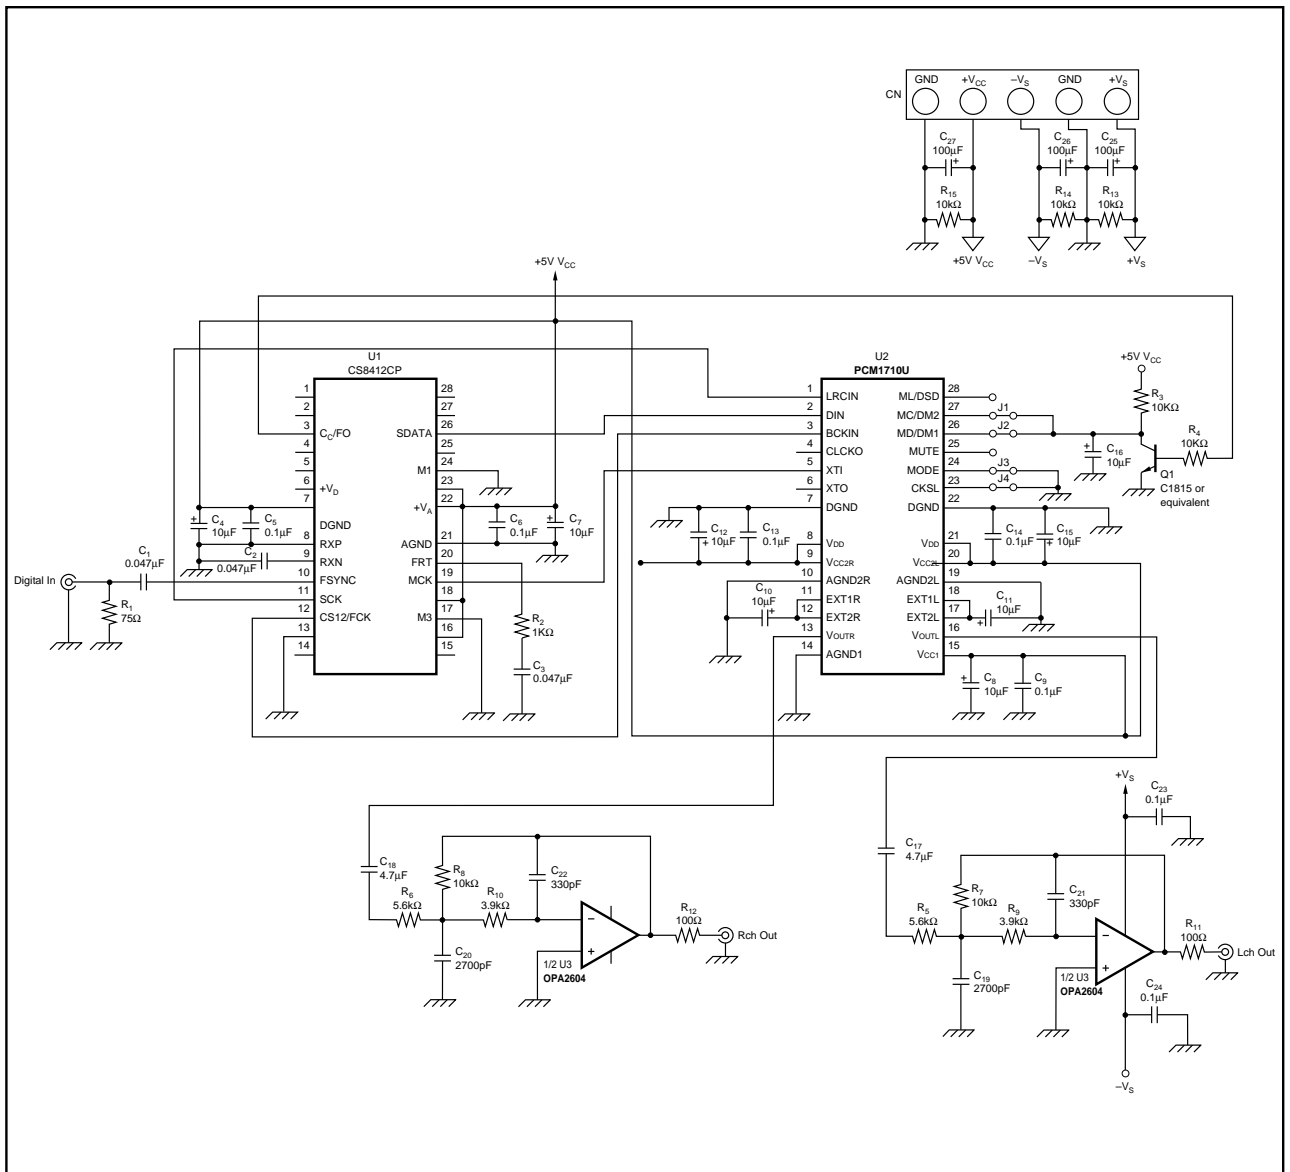 GND +VCC –VS GND +VS
CN
C27
100µF
+
C26
100µF
+
C25
100µF
+
R15
10kΩ
R14
10kΩ
R13
10kΩ
+5V VCC
–VS
+VS
+5V VCC
U1
CS8412CP
1
2
3
4
5
6
7
8
9
10
11
12
13
14
28
27
26
25
24
23
22
21
20
19
18
17
16
15
CC/FO
+VD
DGND
RXP
RXN
FSYNC
SCK
CS12/FCK
SDATA
M1
+VA
AGND
FRT
MCK
M3
+
C4
10µF
C5
0.1µF
C6
0.1µF
+
C7
10µF
Digital In
C1
0.047µF
C2
0.047µF
R1
75Ω
R2
1KΩ
C3
0.047µF
U2
PCM1710U
1
2
3
4
5
6
7
8
9
10
11
12
13
14
28
27
26
25
24
23
22
21
20
19
18
17
16
15
LRCIN
DIN
BCKIN
CLCKO
XTI
XTO
DGND
VDD
VCC2R
AGND2R
EXT1R
EXT2R
VOUTR
AGND1
ML/DSD
MC/DM2
MD/DM1
MUTE
MODE
CKSL
DGND
VDD
VCC2L
AGND2L
EXT1L
EXT2L
VOUTL
VCC1
J1
J2
J3
J4
+5V VCC
R3
10KΩ
R4
10KΩ
+
C16
10µF
Q1
C1815 or
equivalent
C12
+ 10µF
C13
0.1µF
C14
0.1µF
C15
+ 10µF
C10
10µF
+
C11
10µF
+
+
C8
10µF
C9
0.1µF
C18
4.7µF
R6
5.6kΩ
R8
10kΩ
R10
3.9kΩ
C22
330pF
C20
2700pF
–
+
1/2 U3
OPA2604
R12
100Ω
Rch Out
C17
4.7µF
R5
5.6kΩ
R7
10kΩ
R9
3.9kΩ
C21
330pF
C19
2700pF
+VS
C23
0.1µF
–
+
1/2 U3
OPA2604
R11
100Ω
Lch Out
C24
0.1µF
–VS